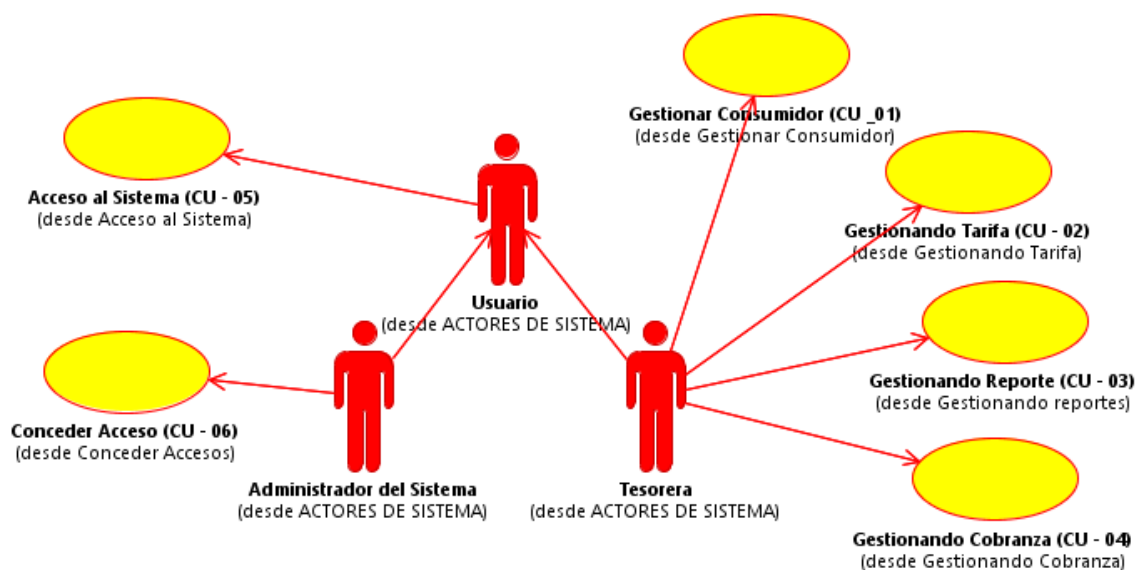 Gestionar Consumidor (CU _01)
(desde Gestionar Consumidor)
Acceso al Sistema (CU - 05)
(desde Acceso al Sistema)
Gestionando Tarifa (CU - 02)
(desde Gestionando Tarifa)
Usuario
(desde ACTORES DE SISTEMA)
Gestionando Reporte (CU - 03)
(desde Gestionando reportes)
Conceder Acceso (CU - 06)
(desde Conceder Accesos)
Administrador del Sistema
(desde ACTORES DE SISTEMA)
Tesorera
(desde ACTORES DE SISTEMA)
Gestionando Cobranza (CU - 04)
(desde Gestionando Cobranza)